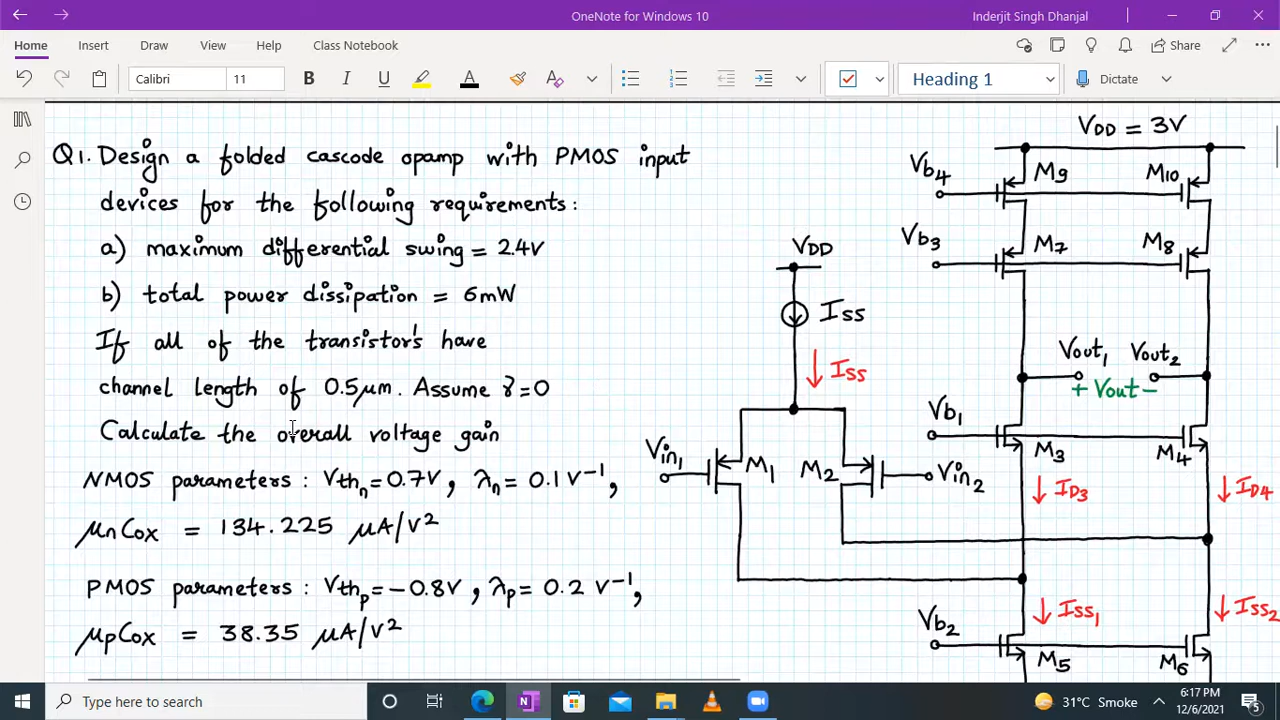 OneNote for Windows 10
Inderjit Singh Dhanjal
Home Insert Draw View Help Class Notebook
Share
Calibri 11 B I U A
Heading 1
Dictate
Q1. Design a folded cascode opamp with PMOS input
devices for the following requirements:
a) maximum differential swing = 2.4V
b) total power dissipation = 6mW
If all of the transistor's have
channel length of 0.5μm. Assume γ=0
Calculate the overall voltage gain
NMOS parameters : Vthn = 0.7V, λn = 0.1 V⁻¹,
μnCox = 134.225 μA/V²
PMOS parameters : Vthp = -0.8V, λp = 0.2 V⁻¹,
μpCox = 38.35 μA/V²
VDD = 3V
Vb4
M9
M10
Vb3
M7
M8
VDD
ISS
ISS
Vout1 Vout2
+ Vout -
Vb1
M3
M4
Vin1
M1
M2
Vin2
ID3
ID4
ISS1
ISS2
Vb2
M5
M6
Type here to search
31°C Smoke
6:17 PM
12/6/2021
5